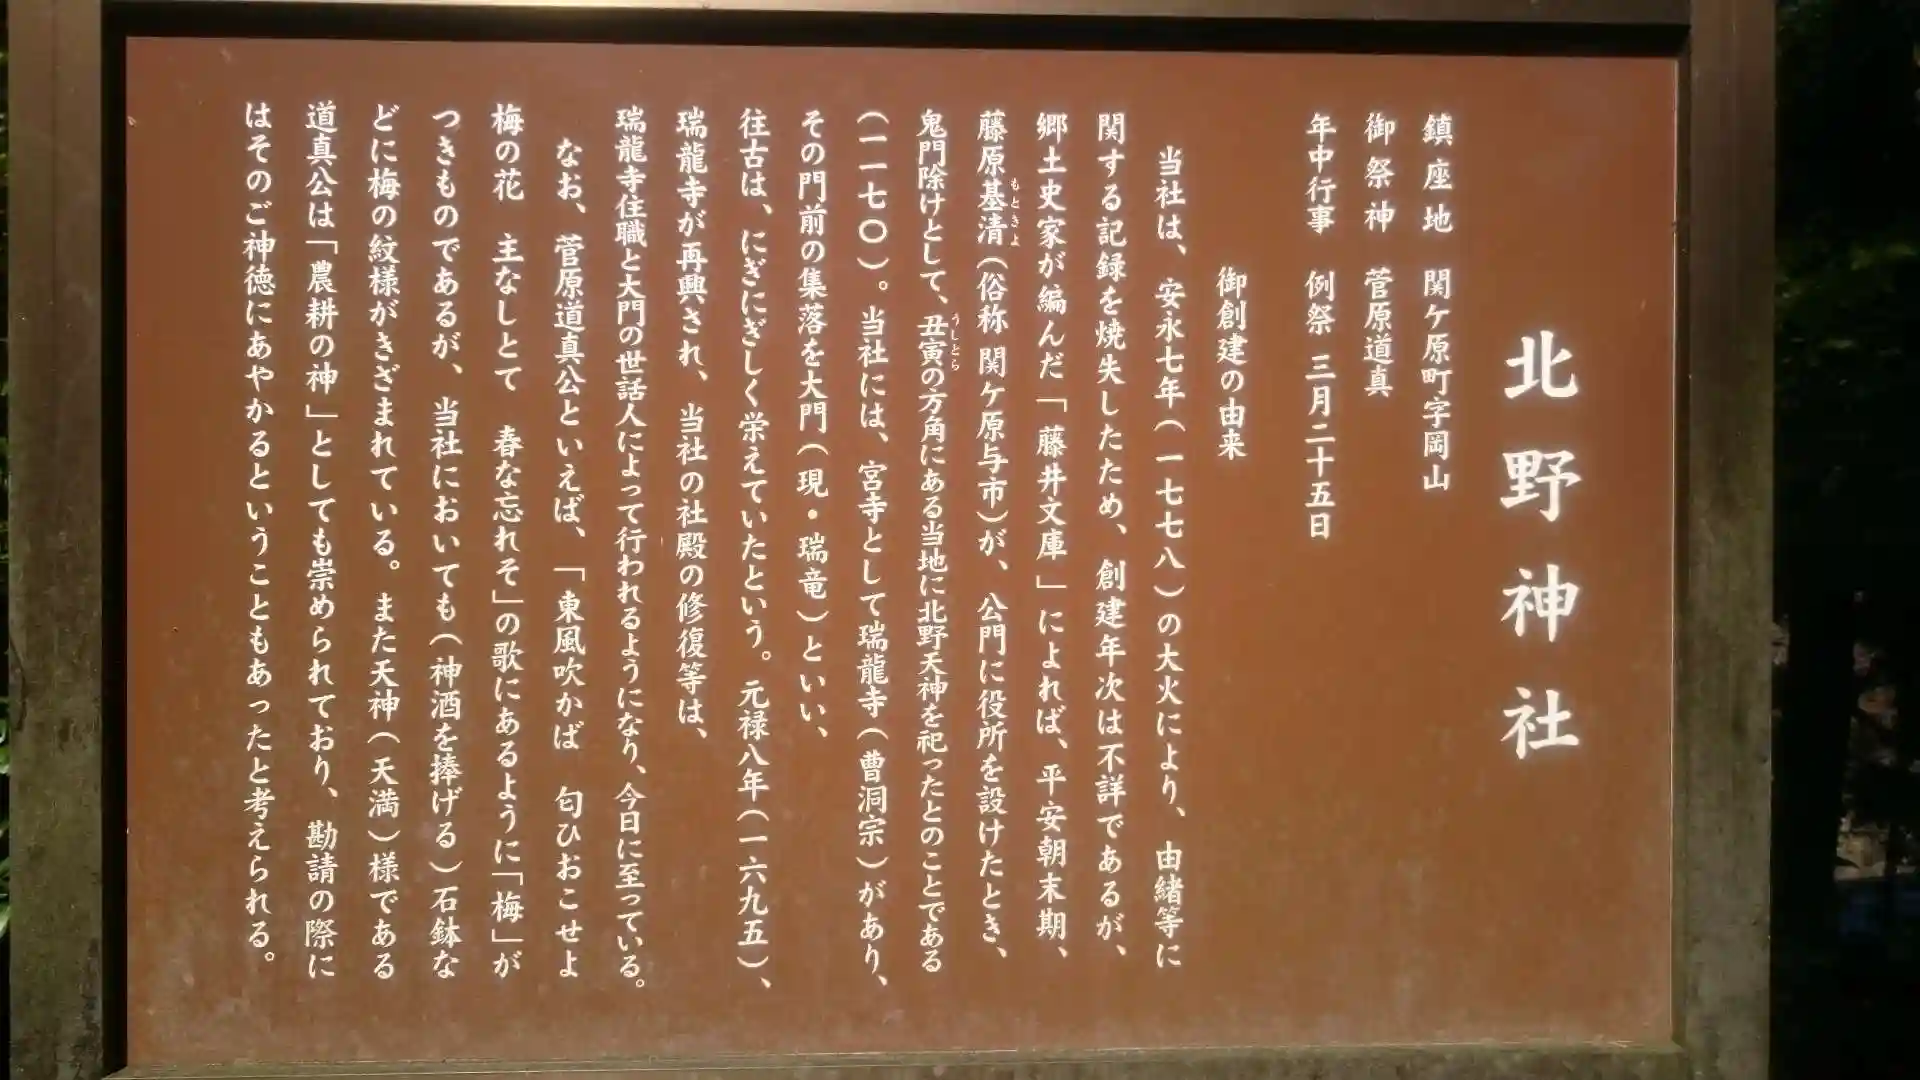 北野神社
鎮座地　関ケ原町字岡山
御祭神　菅原道真
年中行事　例祭　三月二十五日
御創建の由来
当社は、安永七年（一七七八）の大火により、由緒等に
関する記録を焼失したため、創建年次は不詳であるが、
郷土史家が編んだ「藤井文庫」によれば、平安朝末期、
藤原基清（俗称 関ケ原与市）が、公門に役所を設けたとき、
もときよ
鬼門除けとして、丑寅の方角にある当地に北野天神を祀ったとのことである
うしとら
（一一七〇）。当社には、宮寺として瑞龍寺（曹洞宗）があり、
その門前の集落を大門（現・瑞竜）といい、
往古は、にぎにぎしく栄えていたという。元禄八年（一六九五）、
瑞龍寺が再興され、当社の社殿の修復等は、
瑞龍寺住職と大門の世話人によって行われるようになり、今日に至っている。
なお、菅原道真公といえば、「東風吹かば　匂ひおこせよ
梅の花　主なしとて　春な忘れそ」の歌にあるように「梅」が
つきものであるが、当社においても（神酒を捧げる）石鉢な
どに梅の紋様がきざまれている。また天神（天満）様である
道真公は「農耕の神」としても崇められており、勘請の際に
はそのご神徳にあやかるということもあったと考えられる。